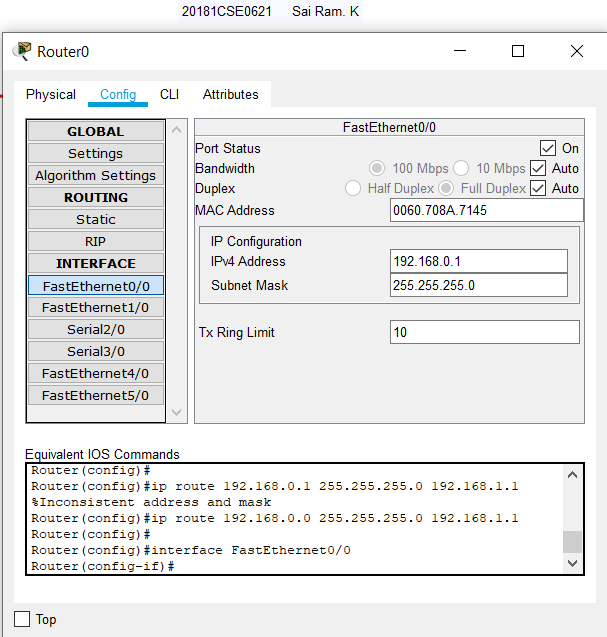 20181CSE0621 Sai Ram. K
Router0
Physical Config CLI Attributes
GLOBAL
Settings
Algorithm Settings
ROUTING
Static
RIP
INTERFACE
FastEthernet0/0
FastEthernet1/0
Serial2/0
Serial3/0
FastEthernet4/0
FastEthernet5/0
FastEthernet0/0
Port Status On
Bandwidth 100 Mbps 10 Mbps Auto
Duplex Half Duplex Full Duplex Auto
MAC Address 0060.708A.7145
IP Configuration
IPv4 Address 192.168.0.1
Subnet Mask 255.255.255.0
Tx Ring Limit 10
Equivalent IOS Commands
Router(config)#
Router(config)#ip route 192.168.0.1 255.255.255.0 192.168.1.1
%Inconsistent address and mask
Router(config)#ip route 192.168.0.0 255.255.255.0 192.168.1.1
Router(config)#
Router(config)#interface FastEthernet0/0
Router(config-if)#
Top